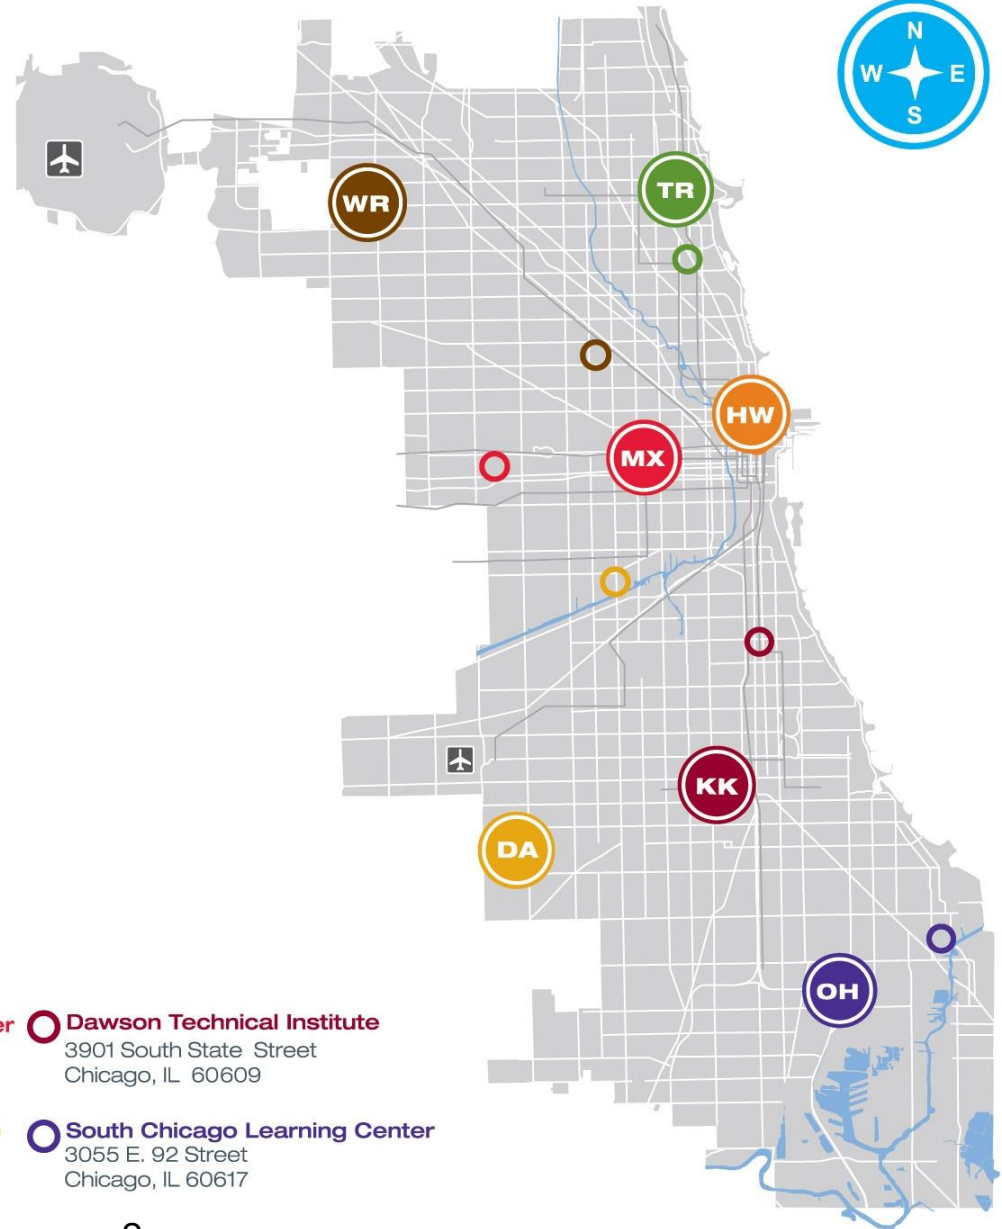 N
W E
S
WR
TR
HW
MX
KK
DA
OH
er
Dawson Technical Institute
3901 South State Street
Chicago, IL 60609
South Chicago Learning Center
3055 E. 92 Street
Chicago, IL 60617